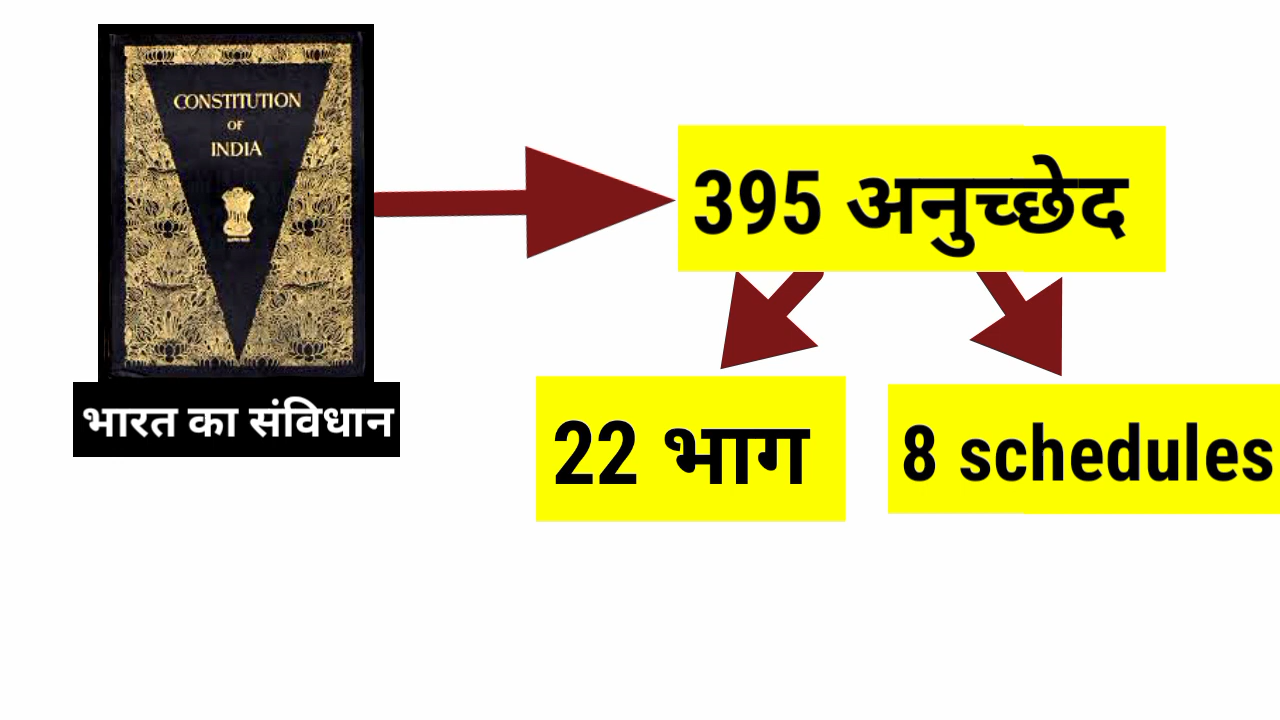 CONSTITUTION
OF
INDIA
भारत का संविधान
395 अनुच्छेद
22 भाग
8 schedules